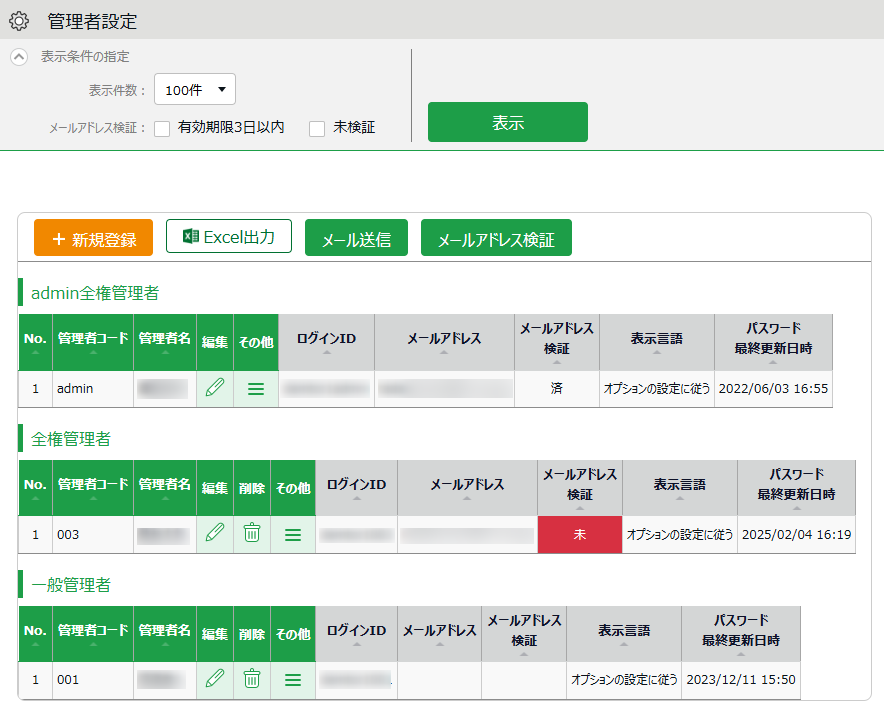 管理者設定
表示条件の指定
表示件数： 100件
メールアドレス検証： 有効期限3日以内 未検証
表示
+ 新規登録 Excel出力 メール送信 メールアドレス検証
admin全権管理者
No. 管理者コード 管理者名 編集 その他 ログインID メールアドレス メールアドレス検証 表示言語 パスワード最終更新日時
1 admin 済 オプションの設定に従う 2022/06/03 16:55
全権管理者
No. 管理者コード 管理者名 編集 削除 その他 ログインID メールアドレス メールアドレス検証 表示言語 パスワード最終更新日時
1 003 未 オプションの設定に従う 2025/02/04 16:19
一般管理者
No. 管理者コード 管理者名 編集 削除 その他 ログインID メールアドレス メールアドレス検証 表示言語 パスワード最終更新日時
1 001 オプションの設定に従う 2023/12/11 15:50